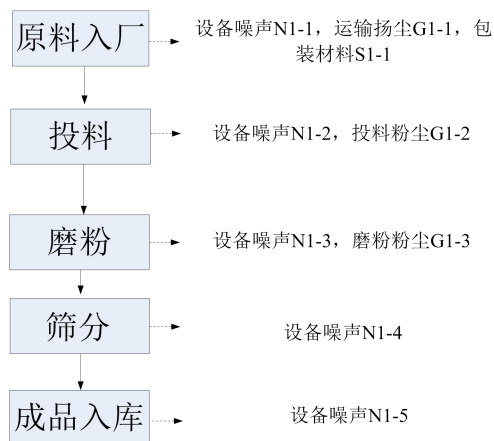 原料入厂
设备噪声N1-1，运输扬尘G1-1，包
装材料S1-1
投料
设备噪声N1-2，投料粉尘G1-2
磨粉
设备噪声N1-3，磨粉粉尘G1-3
筛分
设备噪声N1-4
成品入库
设备噪声N1-5